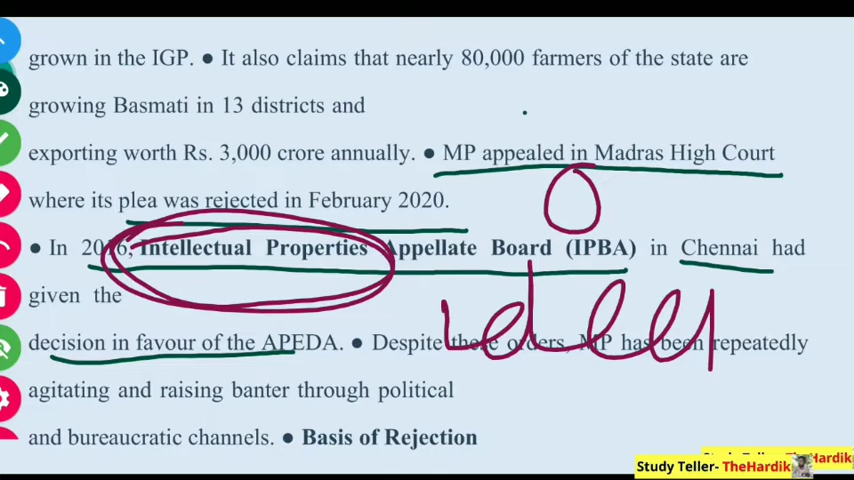 grown in the IGP. ● It also claims that nearly 80,000 farmers of the state are
growing Basmati in 13 districts and
exporting worth Rs. 3,000 crore annually. ● MP appealed in Madras High Court
where its plea was rejected in February 2020.
● In 2016, Intellectual Properties Appellate Board (IPBA) in Chennai had
given the
decision in favour of the APEDA. ● Despite these orders, MP has been repeatedly
agitating and raising banter through political
and bureaucratic channels. ● Basis of Rejection
Study Teller- TheHardik